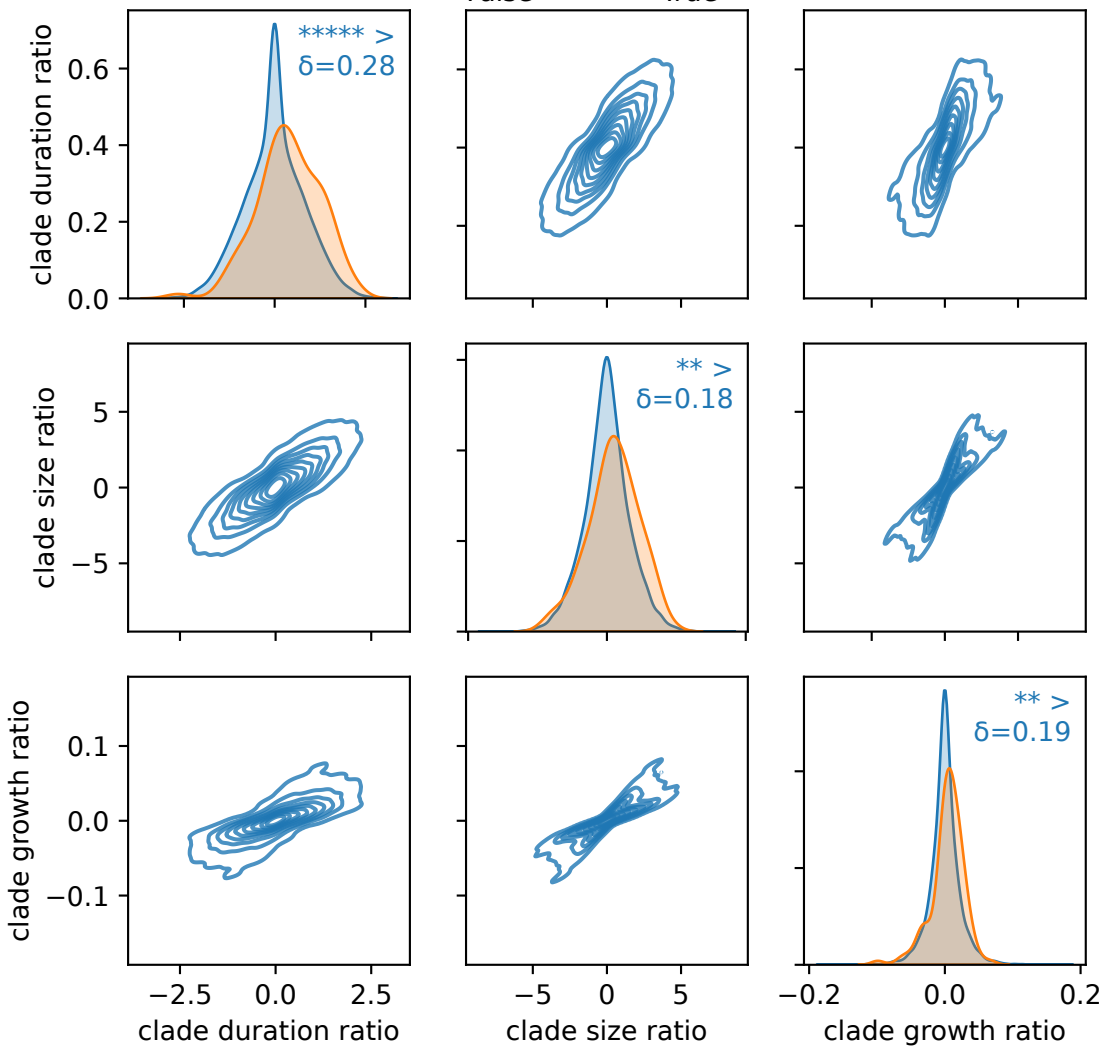 clade duration ratio
0.6
0.4
0.2
0.0
***** >
δ=0.28
clade size ratio
5
0
−5
** >
δ=0.18
clade growth ratio
0.1
0.0
−0.1
** >
δ=0.19
−2.5 0.0 2.5
−5 0 5
−0.2 0.0 0.2
clade duration ratio
clade size ratio
clade growth ratio